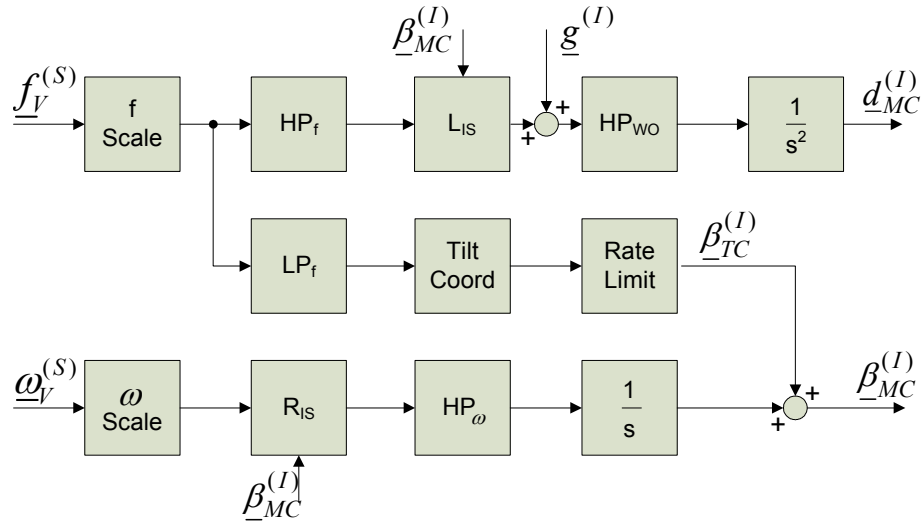 β_MC^(I)
g^(I)
f_V^(S)
f Scale
HP_f
L_IS
+
+
HP_WO
1/s²
d_MC^(I)
LP_f
Tilt Coord
Rate Limit
β_TC^(I)
ω_V^(S)
ω Scale
R_IS
HP_ω
1/s
+
+
β_MC^(I)
β_MC^(I)